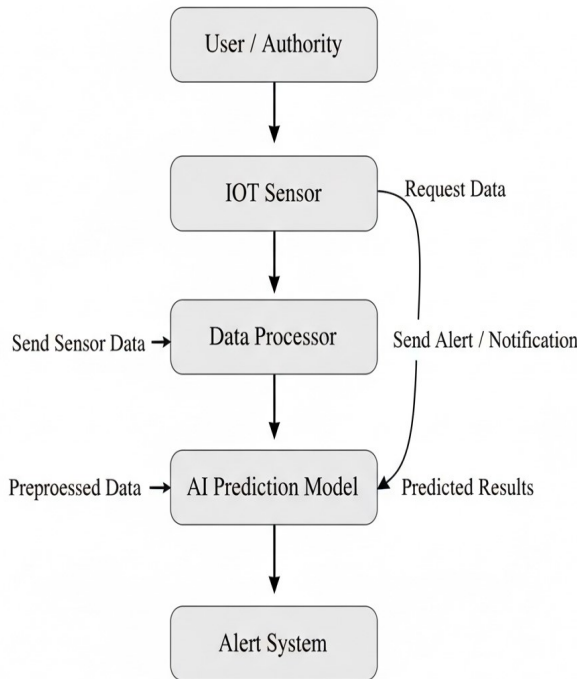 User / Authority
IOT Sensor
Request Data
Send Sensor Data
Data Processor
Send Alert / Notification
Preproessed Data
AI Prediction Model
Predicted Results
Alert System